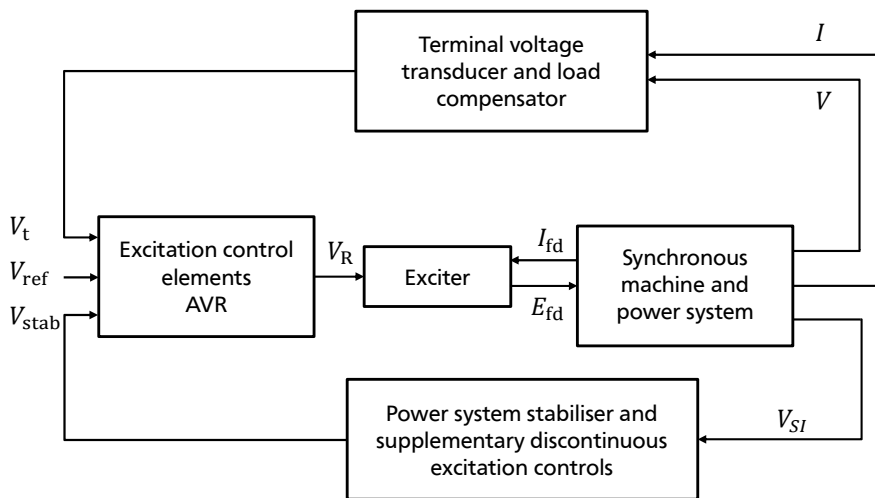 Terminal voltage
transducer and load
compensator
I
V
V_t
V_ref
V_stab
Excitation control
elements
AVR
V_R
Exciter
I_fd
E_fd
Synchronous
machine and
power system
Power system stabiliser and
supplementary discontinuous
excitation controls
V_SI